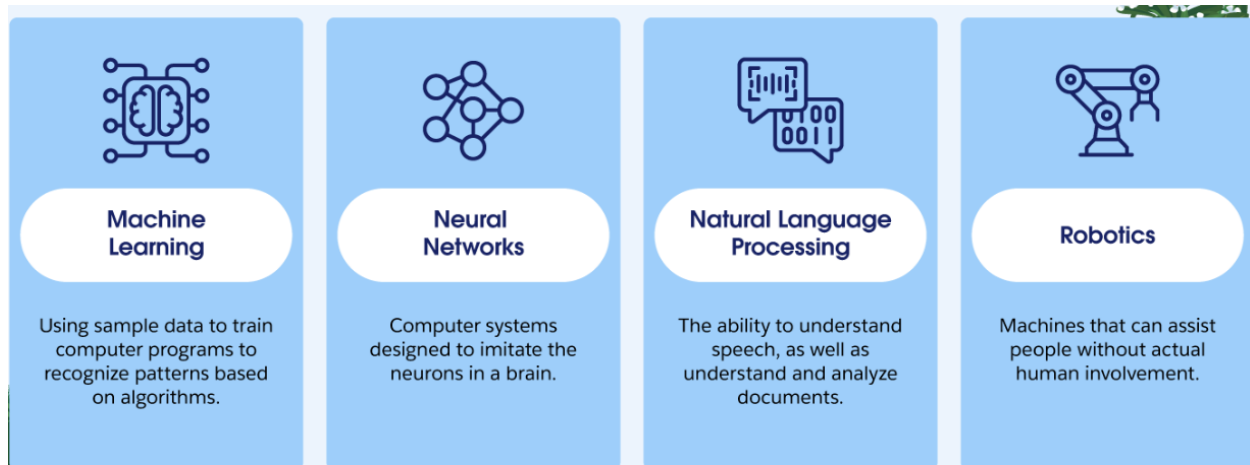 Machine
Learning
Using sample data to train
computer programs to
recognize patterns based
on algorithms.
Neural
Networks
Computer systems
designed to imitate the
neurons in a brain.
0100
0011
Natural Language
Processing
The ability to understand
speech, as well as
understand and analyze
documents.
Robotics
Machines that can assist
people without actual
human involvement.